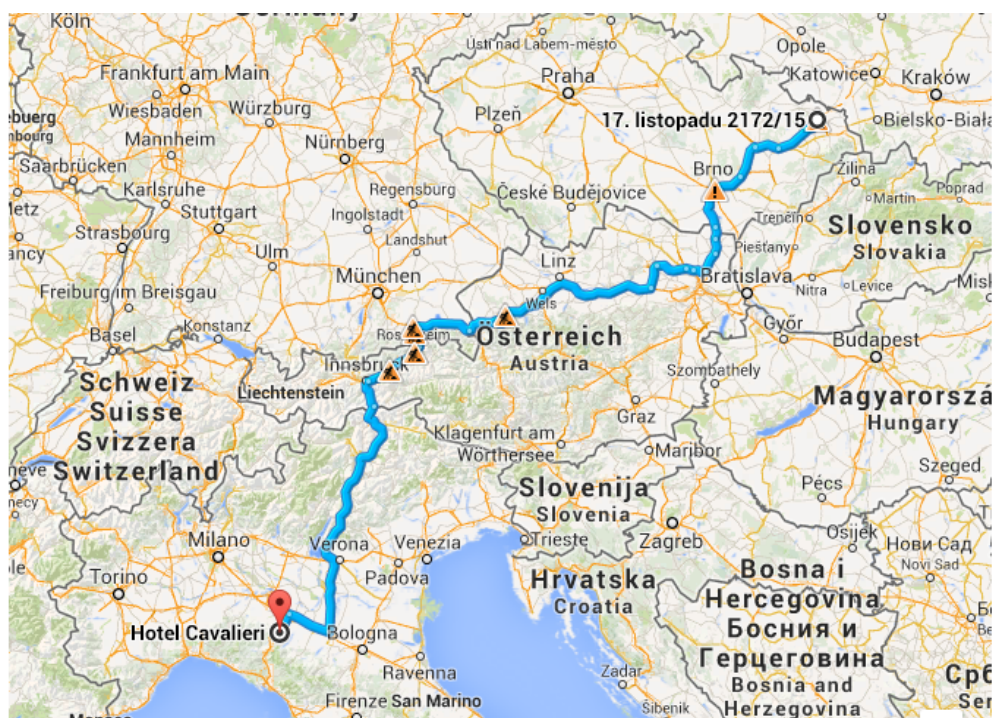 Germany
Köln
Ústí nad Labem-město
Opole
Frankfurt am Main
Praha
Katowice
Kraków
Wiesbaden
Würzburg
Plzeň
17. listopadu 2172/15
Bielsko-Biała
Mannheim
Nürnberg
Saarbrücken
Brno
Žilina
Karlsruhe
Regensburg
České Budějovice
Martin
Poprad
Metz
Stuttgart
Ingolstadt
Trenčín
Slovensko
Strasbourg
Landshut
Piešťany
Slovakia
Ulm
Linz
München
Bratislava
Nitra
Levice
Freiburg im Breisgau
Wels
Basel
Konstanz
Österreich
Győr
Innsbruck
Austria
Budapest
Liechtenstein
Szombathely
Schweiz
Suisse
Svizzera
Switzerland
Graz
Magyarország
Hungary
Klagenfurt am
Wörthersee
Maribor
Szeged
Pécs
Slovenija
Slovenia
Milano
Verona
Venezia
Trieste
Zagreb
Osijek
Нови Сад
Novi Sad
Torino
Padova
Hrvatska
Croatia
Bosna i
Hercegovina
Босния и
Герцеговина
Bosnia and
Herzegovina
Hotel Cavalieri
Bologna
Ravenna
Zadar
Firenze
San Marino
Šibenik